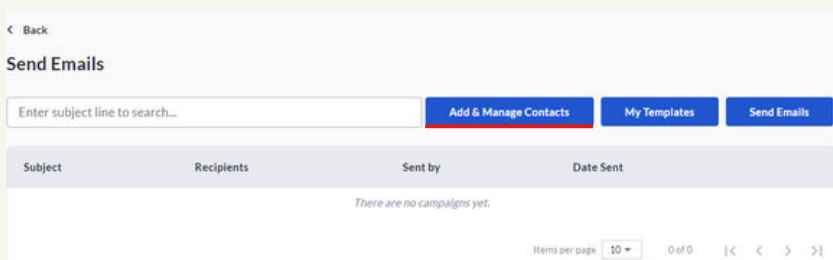 < Back
Send Emails
Enter subject line to search... Add & Manage Contacts My Templates Send Emails
Subject Recipients Sent by Date Sent
There are no campaigns yet.
Items per page 10 0 of 0 |< < > >|